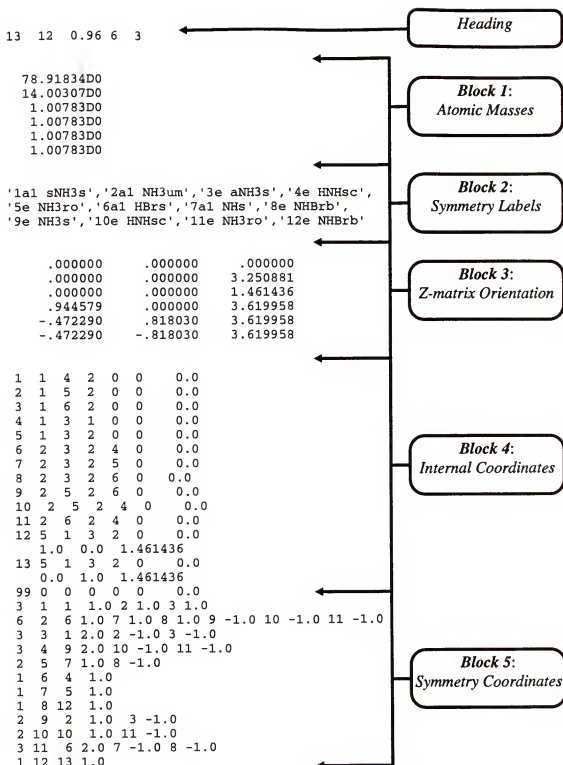 Heading
13 12 0.96 6 3
78.91834D0
14.00307D0
1.00783D0
1.00783D0
1.00783D0
1.00783D0
Block 1:
Atomic Masses
'1a1 sNH3s','2a1 NH3um','3e aNH3s','4e HNHsc',
'5e NH3ro','6a1 HBrs','7a1 NHs','8e NHBrb',
'9e NH3s','10e HNHsc','11e NH3ro','12e NHBrb'
Block 2:
Symmetry Labels
.000000 .000000 .000000
.000000 .000000 3.250881
.000000 .000000 1.461436
.944579 .000000 3.619958
-.472290 .818030 3.619958
-.472290 -.818030 3.619958
Block 3:
Z-matrix Orientation
1 1 4 2 0 0 0.0
2 1 5 2 0 0 0.0
3 1 6 2 0 0 0.0
4 1 3 1 0 0 0.0
5 1 3 2 0 0 0.0
6 2 3 2 4 0 0.0
7 2 3 2 5 0 0.0
8 2 3 2 6 0 0.0
9 2 5 2 6 0 0.0
10 2 5 2 4 0 0.0
11 2 6 2 4 0 0.0
12 5 1 3 2 0 0.0
1.0 0.0 1.461436
13 5 1 3 2 0 0.0
0.0 1.0 1.461436
99 0 0 0 0 0 0.0
Block 4:
Internal Coordinates
3 1 1 1.0 2 1.0 3 1.0
6 2 6 1.0 7 1.0 8 1.0 9 -1.0 10 -1.0 11 -1.0
3 3 1 2.0 2 -1.0 3 -1.0
3 4 9 2.0 10 -1.0 11 -1.0
2 5 7 1.0 8 -1.0
1 6 4 1.0
1 7 5 1.0
1 8 12 1.0
2 9 2 1.0 3 -1.0
2 10 10 1.0 11 -1.0
3 11 6 2.0 7 -1.0 8 -1.0
1 12 13 1.0
Block 5:
Symmetry Coordinates